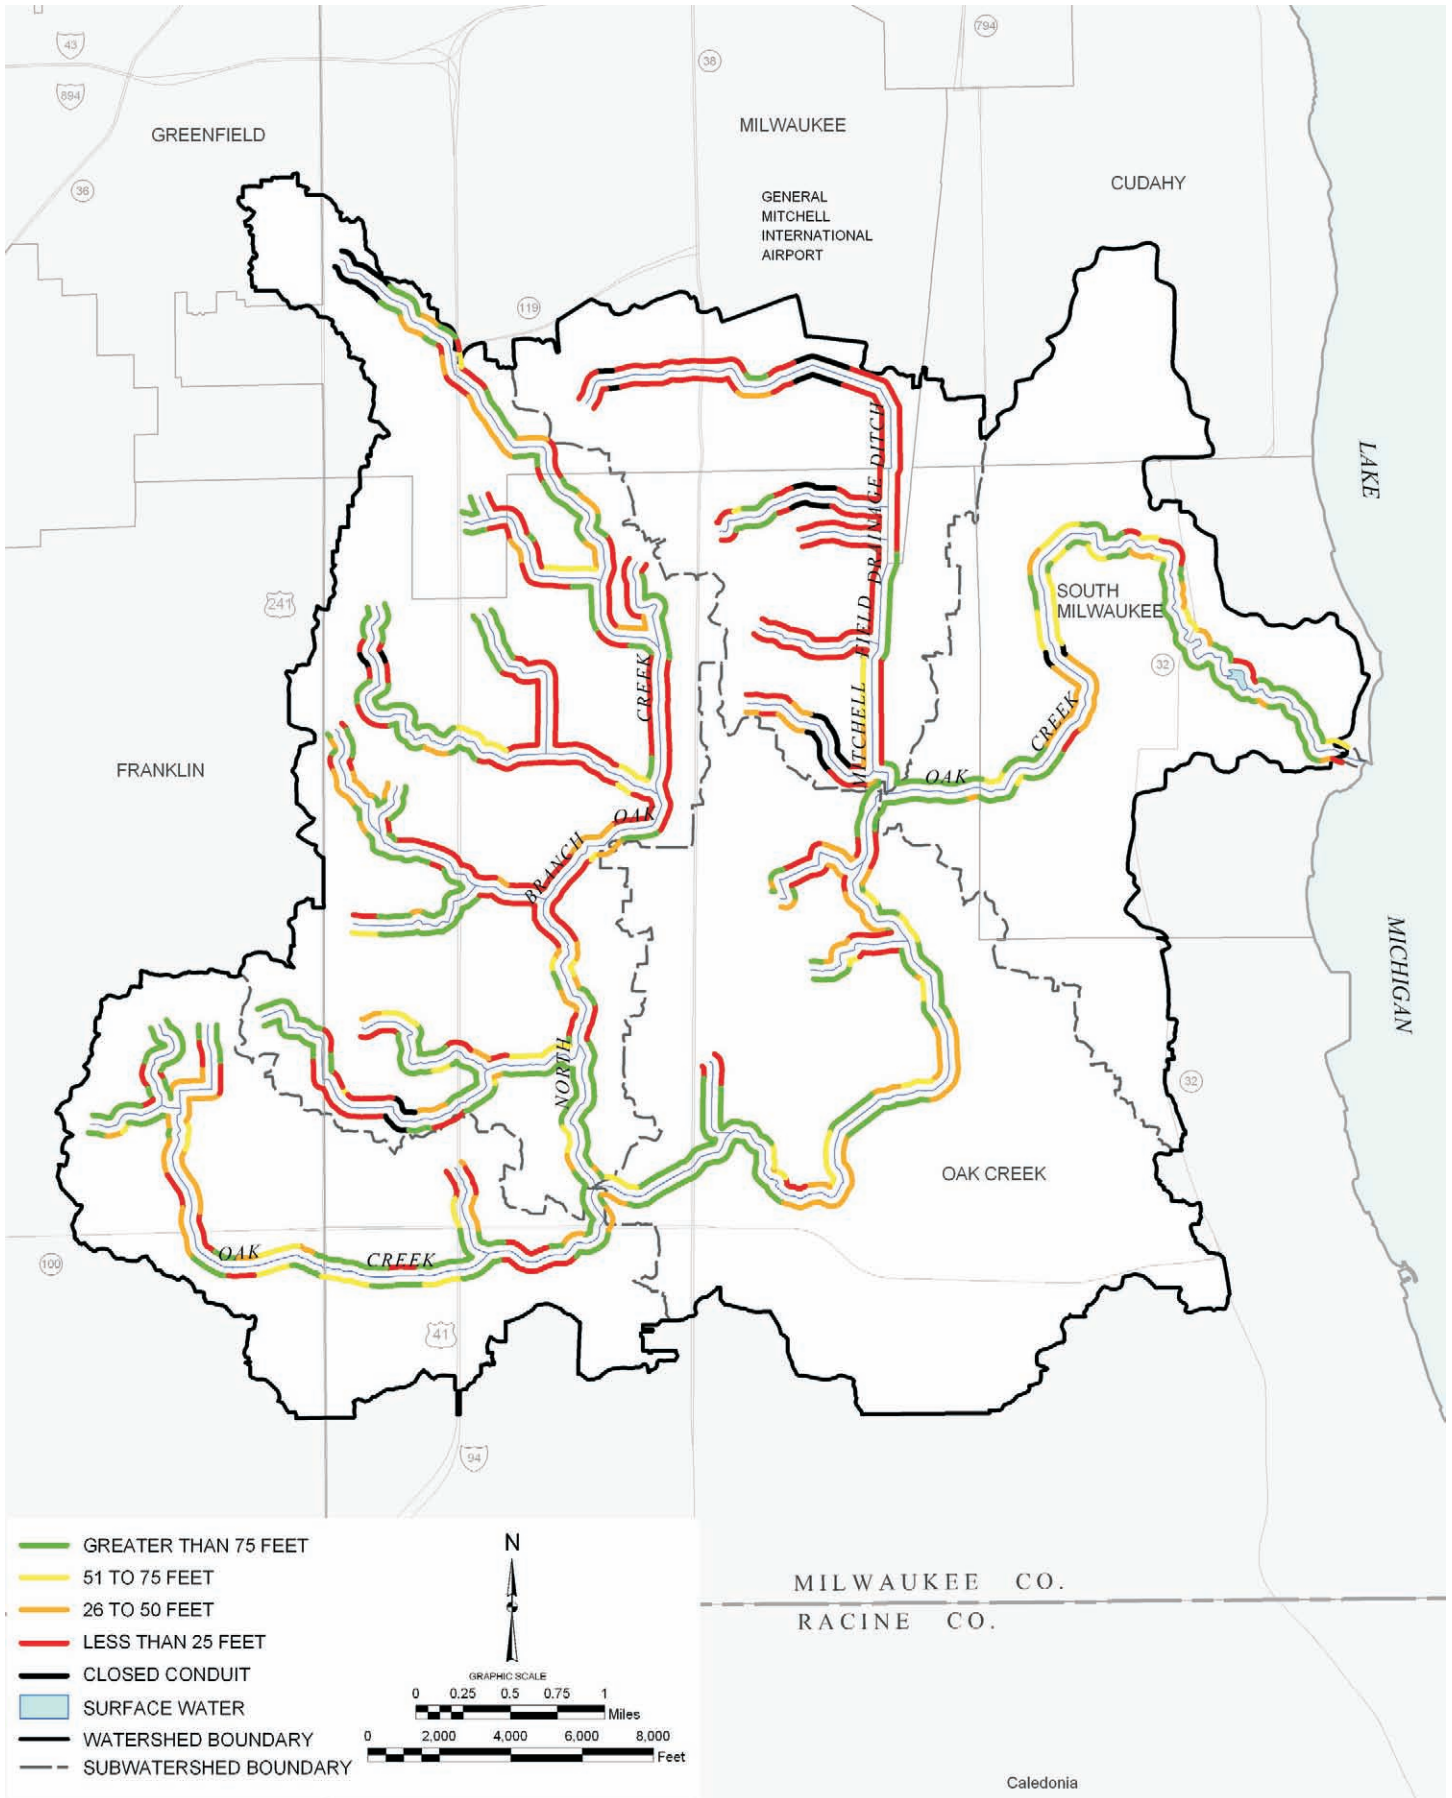 43
794
38
894
GREENFIELD
MILWAUKEE
CUDAHY
36
GENERAL
MITCHELL
INTERNATIONAL
AIRPORT
119
LAKE
MITCHELL FIELD DRAINAGE DITCH
241
SOUTH
MILWAUKEE
32
CREEK
CREEK
FRANKLIN
OAK
OAK
BRANCH
MICHIGAN
NORTH
32
OAK CREEK
OAK
CREEK
100
41
94
GREATER THAN 75 FEET
51 TO 75 FEET
26 TO 50 FEET
LESS THAN 25 FEET
CLOSED CONDUIT
SURFACE WATER
WATERSHED BOUNDARY
SUBWATERSHED BOUNDARY
N
GRAPHIC SCALE
0 0.25 0.5 0.75 1
Miles
0 2,000 4,000 6,000 8,000
Feet
MILWAUKEE CO.
RACINE CO.
Caledonia